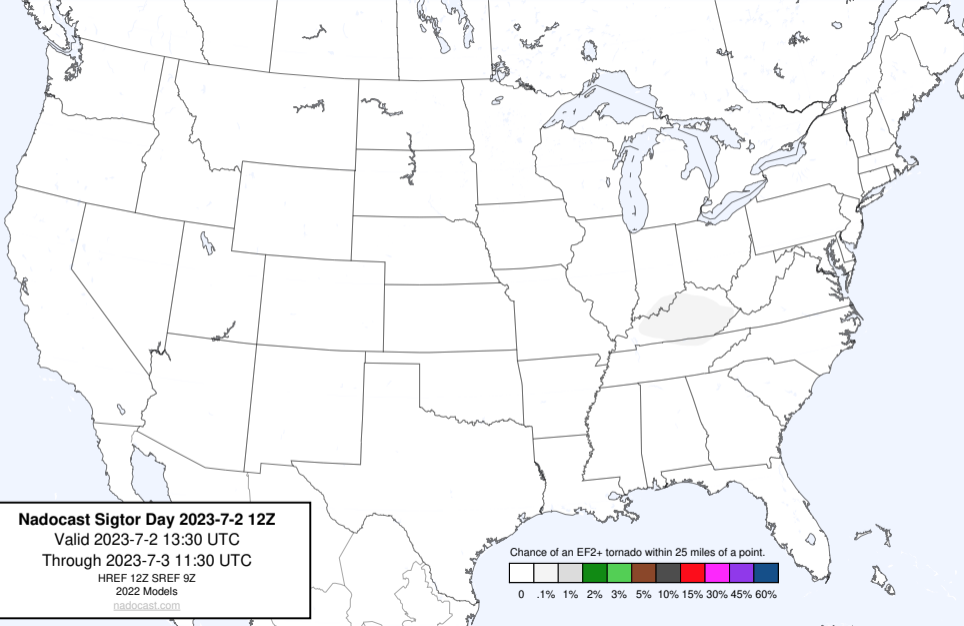 Nadocast Sigtor Day 2023-7-2 12Z
Valid 2023-7-2 13:30 UTC
Through 2023-7-3 11:30 UTC
HREF 12Z SREF 9Z
2022 Models
nadocast.com
Chance of an EF2+ tornado within 25 miles of a point.
0 .1% 1% 2% 3% 5% 10% 15% 30% 45% 60%